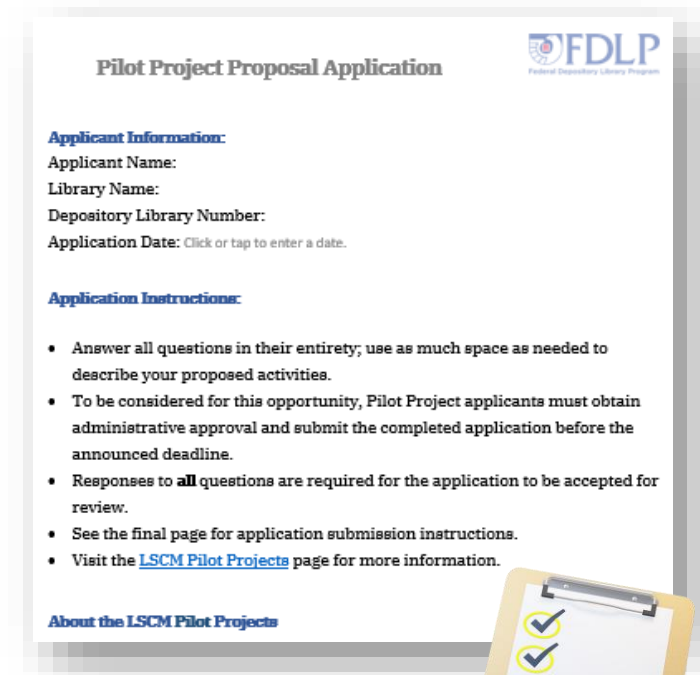 FDLP
Federal Depository Library Program
Pilot Project Proposal Application
Applicant Information:
Applicant Name:
Library Name:
Depository Library Number:
Application Date: Click or tap to enter a date.
Application Instructions:
• Answer all questions in their entirety; use as much space as needed to
describe your proposed activities.
• To be considered for this opportunity, Pilot Project applicants must obtain
administrative approval and submit the completed application before the
announced deadline.
• Responses to all questions are required for the application to be accepted for
review.
• See the final page for application submission instructions.
• Visit the LSCM Pilot Projects page for more information.
About the LSCM Pilot Projects